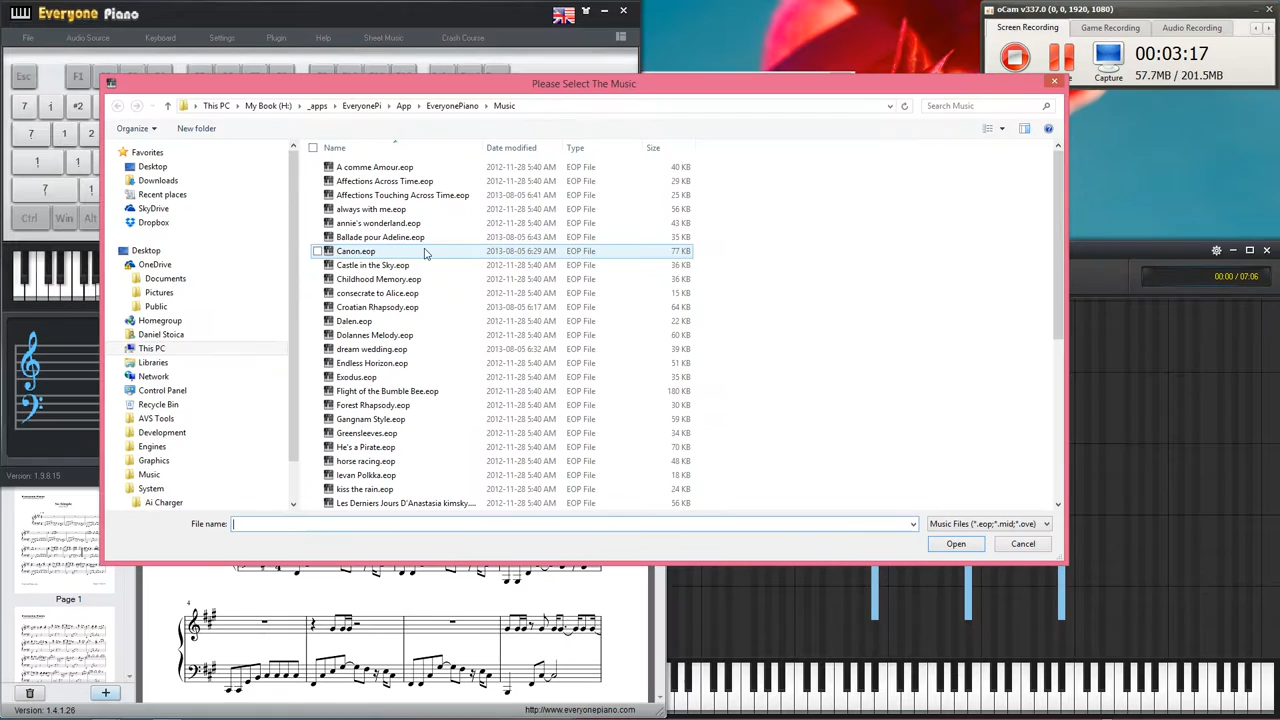 Everyone Piano
File Audio Source Keyboard Settings Plugin Help Sheet Music Crash Course
oCam v337.0 (0, 0, 1920, 1080)
Screen Recording Game Recording Audio Recording
00:03:17
57.7MB / 201.5MB
Capture
Esc F1
7 i #2
7 1 2
1 1
7
Ctrl Win Alt
Please Select The Music
This PC My Book (H:) _apps EveryonePi App EveryonePiano Music
Search Music
Organize New folder
Name Date modified Type Size
Favorites
Desktop
Downloads
Recent places
SkyDrive
Dropbox
Desktop
OneDrive
Documents
Pictures
Public
Homegroup
Daniel Stoica
This PC
Libraries
Network
Control Panel
Recycle Bin
AVS Tools
Development
Engines
Graphics
Music
System
Ai Charger
A comme Amour.eop 2012-11-28 5:40 AM EOP File 40 KB
Affections Across Time.eop 2012-11-28 5:40 AM EOP File 29 KB
Affections Touching Across Time.eop 2013-08-05 6:41 AM EOP File 25 KB
always with me.eop 2012-11-28 5:40 AM EOP File 56 KB
annie's wonderland.eop 2012-11-28 5:40 AM EOP File 43 KB
Ballade pour Adeline.eop 2013-08-05 6:43 AM EOP File 35 KB
Canon.eop 2013-08-05 6:29 AM EOP File 77 KB
Castle in the Sky.eop 2012-11-28 5:40 AM EOP File 36 KB
Childhood Memory.eop 2012-11-28 5:40 AM EOP File 36 KB
consecrate to Alice.eop 2012-11-28 5:40 AM EOP File 15 KB
Croatian Rhapsody.eop 2013-08-05 6:17 AM EOP File 64 KB
Dalen.eop 2012-11-28 5:40 AM EOP File 22 KB
Dolannes Melody.eop 2012-11-28 5:40 AM EOP File 60 KB
dream wedding.eop 2013-08-05 6:32 AM EOP File 39 KB
Endless Horizon.eop 2012-11-28 5:40 AM EOP File 51 KB
Exodus.eop 2012-11-28 5:40 AM EOP File 35 KB
Flight of the Bumble Bee.eop 2012-11-28 5:40 AM EOP File 180 KB
Forest Rhapsody.eop 2012-11-28 5:40 AM EOP File 30 KB
Gangnam Style.eop 2012-11-28 5:40 AM EOP File 59 KB
Greensleeves.eop 2012-11-28 5:40 AM EOP File 34 KB
He's a Pirate.eop 2012-11-28 5:40 AM EOP File 70 KB
horse racing.eop 2012-11-28 5:40 AM EOP File 48 KB
Ievan Polkka.eop 2012-11-28 5:40 AM EOP File 18 KB
kiss the rain.eop 2012-11-28 5:40 AM EOP File 24 KB
Les Derniers Jours D'Anastasia kimsky.... 2012-11-28 5:40 AM EOP File 56 KB
File name:
Music Files (*.eop;*.mid;*.ove)
Open Cancel
00:00 / 07:06
Version: 1.9.8.15
Page 1
4
Version: 1.4.1.26
http://www.everyonepiano.com